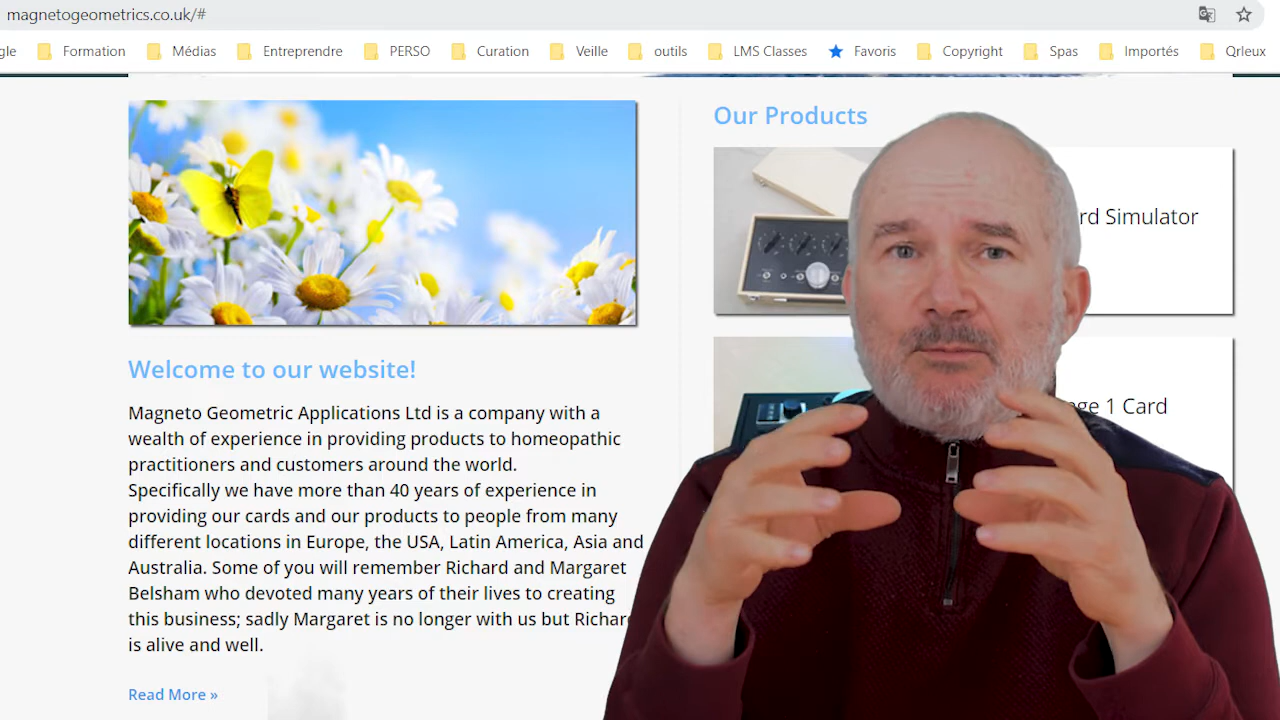 magnetogeometrics.co.uk/#
gle Formation Médias Entreprendre PERSO Curation Veille outils LMS Classes Favoris Copyright Spas Importés Qrleux
Our Products
rd Simulator
ge 1 Card
Welcome to our website!
Magneto Geometric Applications Ltd is a company with a
wealth of experience in providing products to homeopathic
practitioners and customers around the world.
Specifically we have more than 40 years of experience in
providing our cards and our products to people from many
different locations in Europe, the USA, Latin America, Asia and
Australia. Some of you will remember Richard and Margaret
Belsham who devoted many years of their lives to creating
this business; sadly Margaret is no longer with us but Richar
is alive and well.
Read More »